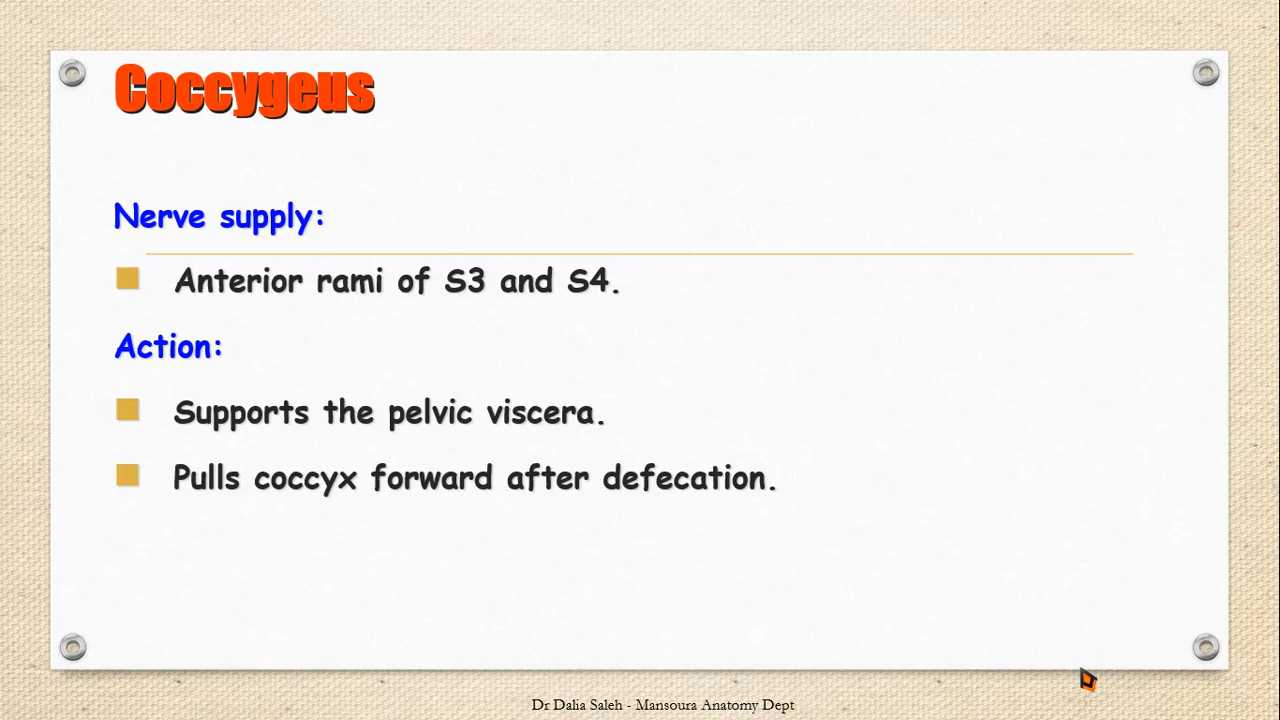 Coccygeus
Nerve supply:
Anterior rami of S3 and S4.
Action:
Supports the pelvic viscera.
Pulls coccyx forward after defecation.
Dr Dalia Saleh - Mansoura Anatomy Dept